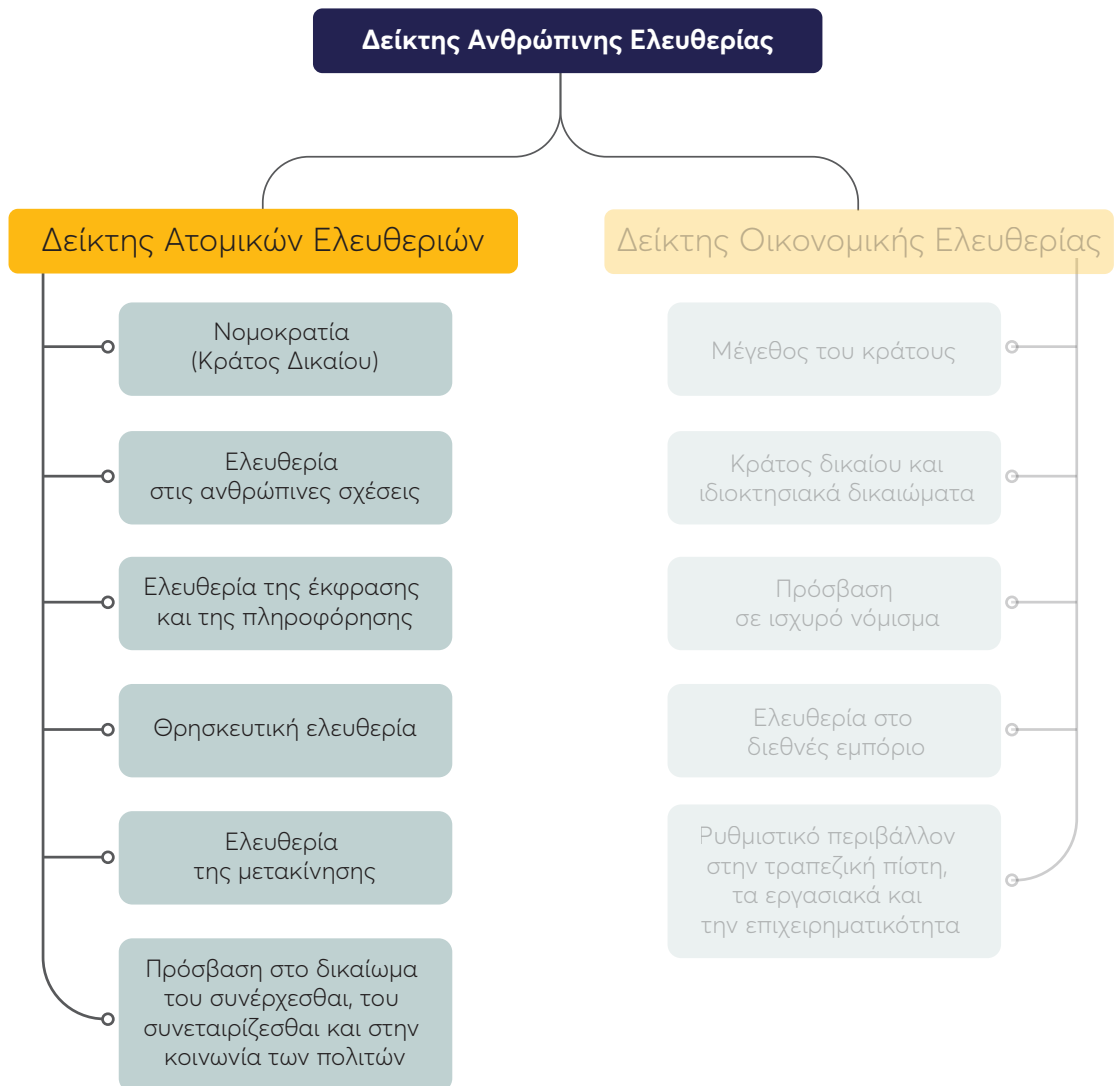 Δείκτης Ανθρώπινης Ελευθερίας
Δείκτης Ατομικών Ελευθεριών
Νομοκρατία
(Κράτος Δικαίου)
Ελευθερία
στις ανθρώπινες σχέσεις
Ελευθερία της έκφρασης
και της πληροφόρησης
Θρησκευτική ελευθερία
Ελευθερία
της μετακίνησης
Πρόσβαση στο δικαίωμα
του συνέρχεσθαι, του
συνεταιρίζεσθαι και στην
κοινωνία των πολιτών
Δείκτης Οικονομικής Ελευθερίας
Μέγεθος του κράτους
Κράτος δικαίου και
ιδιοκτησιακά δικαιώματα
Πρόσβαση
σε ισχυρό νόμισμα
Ελευθερία στο
διεθνές εμπόριο
Ρυθμιστικό περιβάλλον
στην τραπεζική πίστη,
τα εργασιακά και
την επιχειρηματικότητα